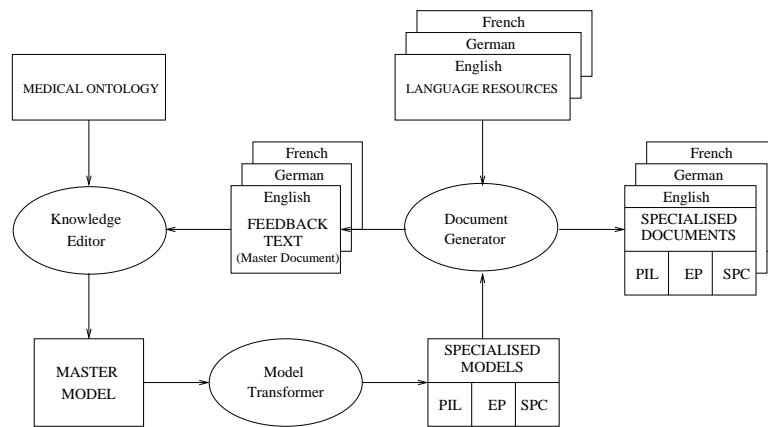 French
German
English
LANGUAGE RESOURCES
MEDICAL ONTOLOGY
French
German
English
FEEDBACK
TEXT
(Master Document)
Knowledge
Editor
Document
Generator
French
German
English
SPECIALISED
DOCUMENTS
PIL EP SPC
MASTER
MODEL
Model
Transformer
SPECIALISED
MODELS
PIL EP SPC